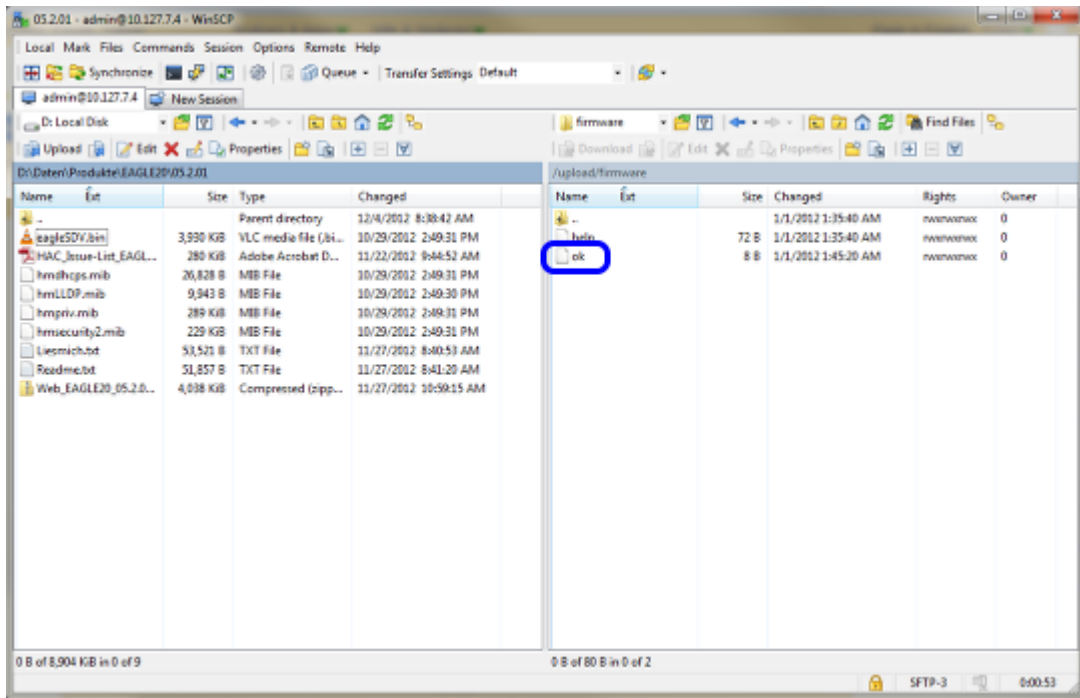 05.2.01 - admin@10.127.7.4 - WinSCP
Local Mark Files Commands Session Options Remote Help
Synchronize Queue Transfer Settings Default
admin@10.127.7.4 New Session
D: Local Disk
firmware Find Files
Upload Edit Properties
Download Edit Properties
D:\Daten\Produkte\EAGLE20\05.2.01
/upload/firmware
Name Ext Size Type Changed
Name Ext Size Changed Rights Owner
.. Parent directory 12/4/2012 8:38:42 AM
.. 1/1/2012 1:35:40 AM rwxrwxrwx 0
eagleSDV.bin 3,930 KiB VLC media file (.bi... 10/29/2012 2:49:31 PM
help 72 B 1/1/2012 1:35:40 AM rwxrwxrwx 0
HAC_Issue-List_EAGL... 280 KiB Adobe Acrobat D... 11/22/2012 9:44:52 AM
ok 8 B 1/1/2012 1:45:20 AM rwxrwxrwx 0
hmdhcps.mib 26,828 B MIB File 10/29/2012 2:49:31 PM
hmLLDP.mib 9,943 B MIB File 10/29/2012 2:49:30 PM
hmpriv.mib 289 KiB MIB File 10/29/2012 2:49:31 PM
hmsecurity2.mib 229 KiB MIB File 10/29/2012 2:49:31 PM
Liesmich.txt 53,521 B TXT File 11/27/2012 8:40:53 AM
Readme.txt 51,857 B TXT File 11/27/2012 8:41:20 AM
Web_EAGLE20_05.2.0... 4,038 KiB Compressed (zipp... 11/27/2012 10:59:15 AM
0 B of 8,904 KiB in 0 of 9
0 B of 80 B in 0 of 2
SFTP-3 0:00:53